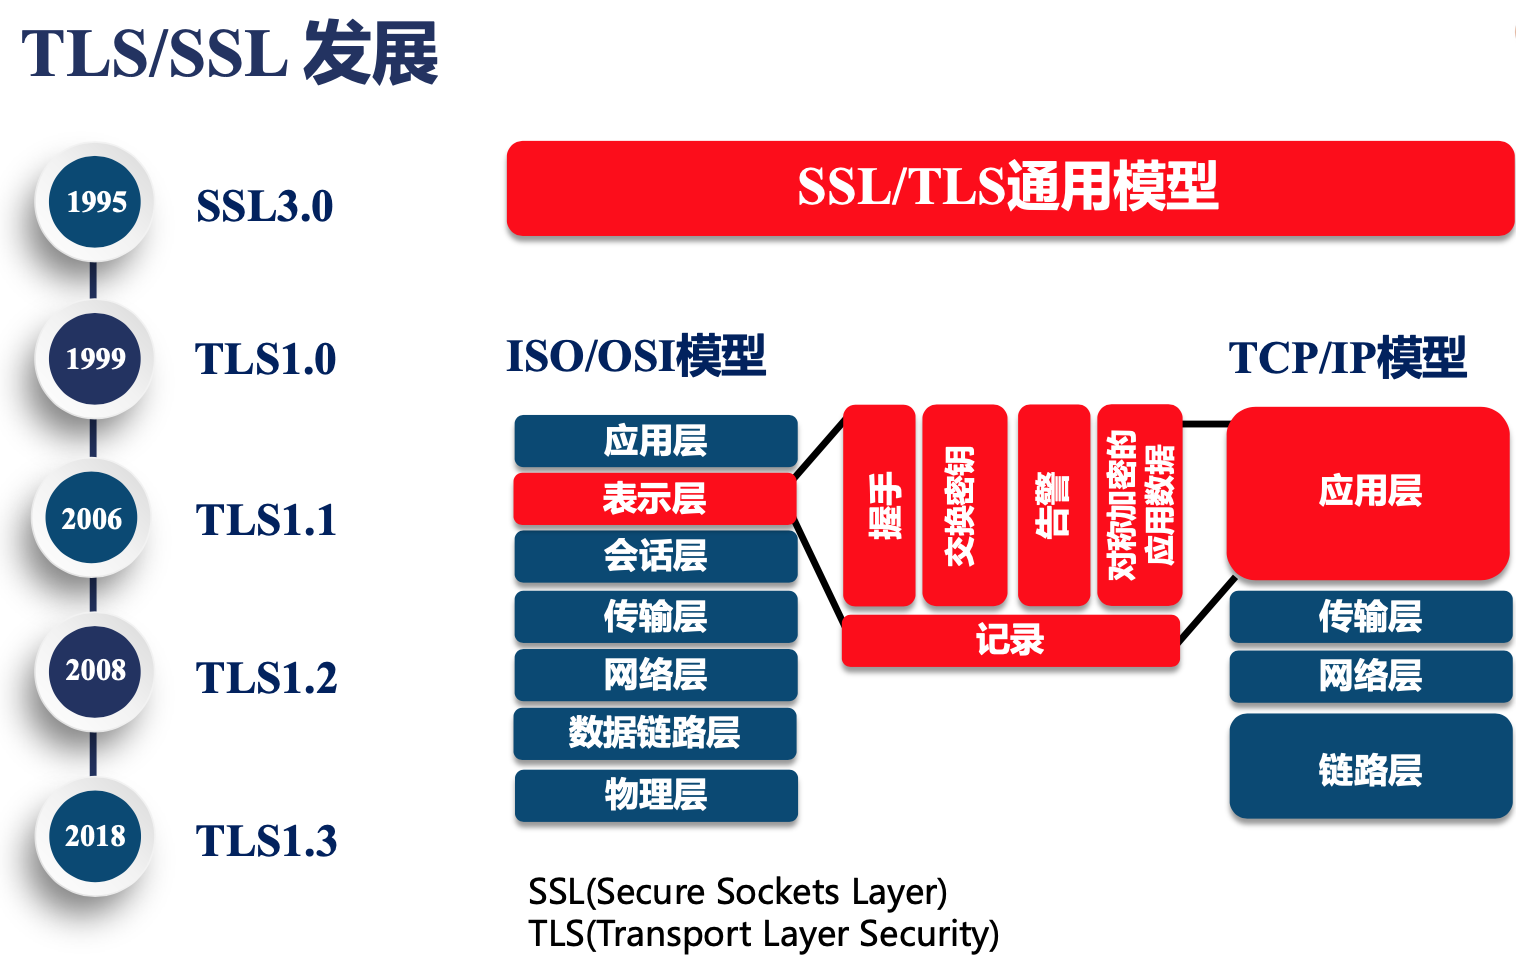 TLS/SSL 发展
1995
SSL3.0
1999
TLS1.0
2006
TLS1.1
2008
TLS1.2
2018
TLS1.3
SSL/TLS通用模型
ISO/OSI模型
应用层
表示层
会话层
传输层
网络层
数据链路层
物理层
握手
交换密钥
告警
对称加密的
应用数据
记录
TCP/IP模型
应用层
传输层
网络层
链路层
SSL(Secure Sockets Layer)
TLS(Transport Layer Security)